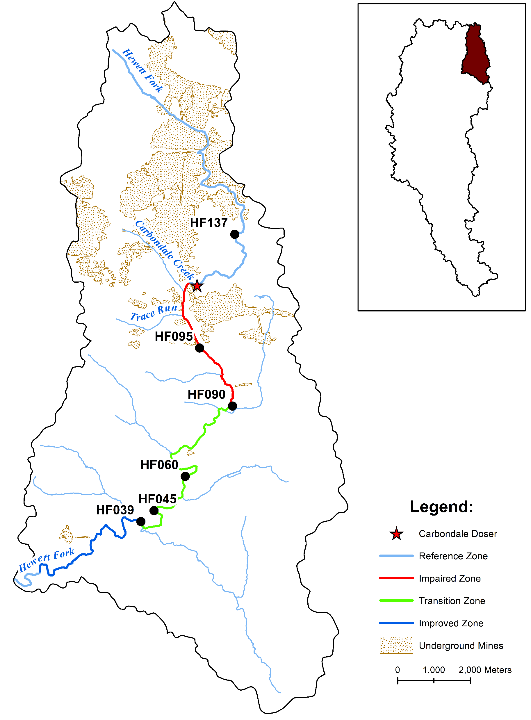 Hewett Fork
HF137
Carbondale Creek
Trace Run
HF095
HF090
HF060
HF045
HF039
Hewett Fork
Legend:
Carbondale Doser
Reference Zone
Impaired Zone
Transition Zone
Improved Zone
Underground Mines
0 1.000 2,000 Meters